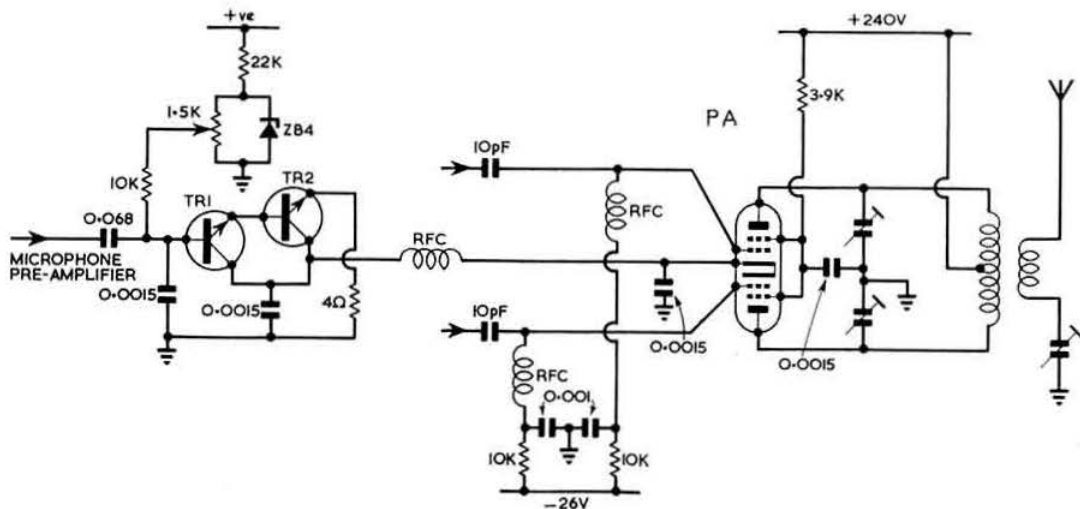 +ve
22K
1·5K
ZB4
10K
TR1
TR2
0·068
MICROPHONE
PRE-AMPLIFIER
0·0015
0·0015
4Ω
RFC
10pF
RFC
10pF
RFC
0·001
10K
10K
−26V
0·0015
PA
+240V
3·9K
0·0015